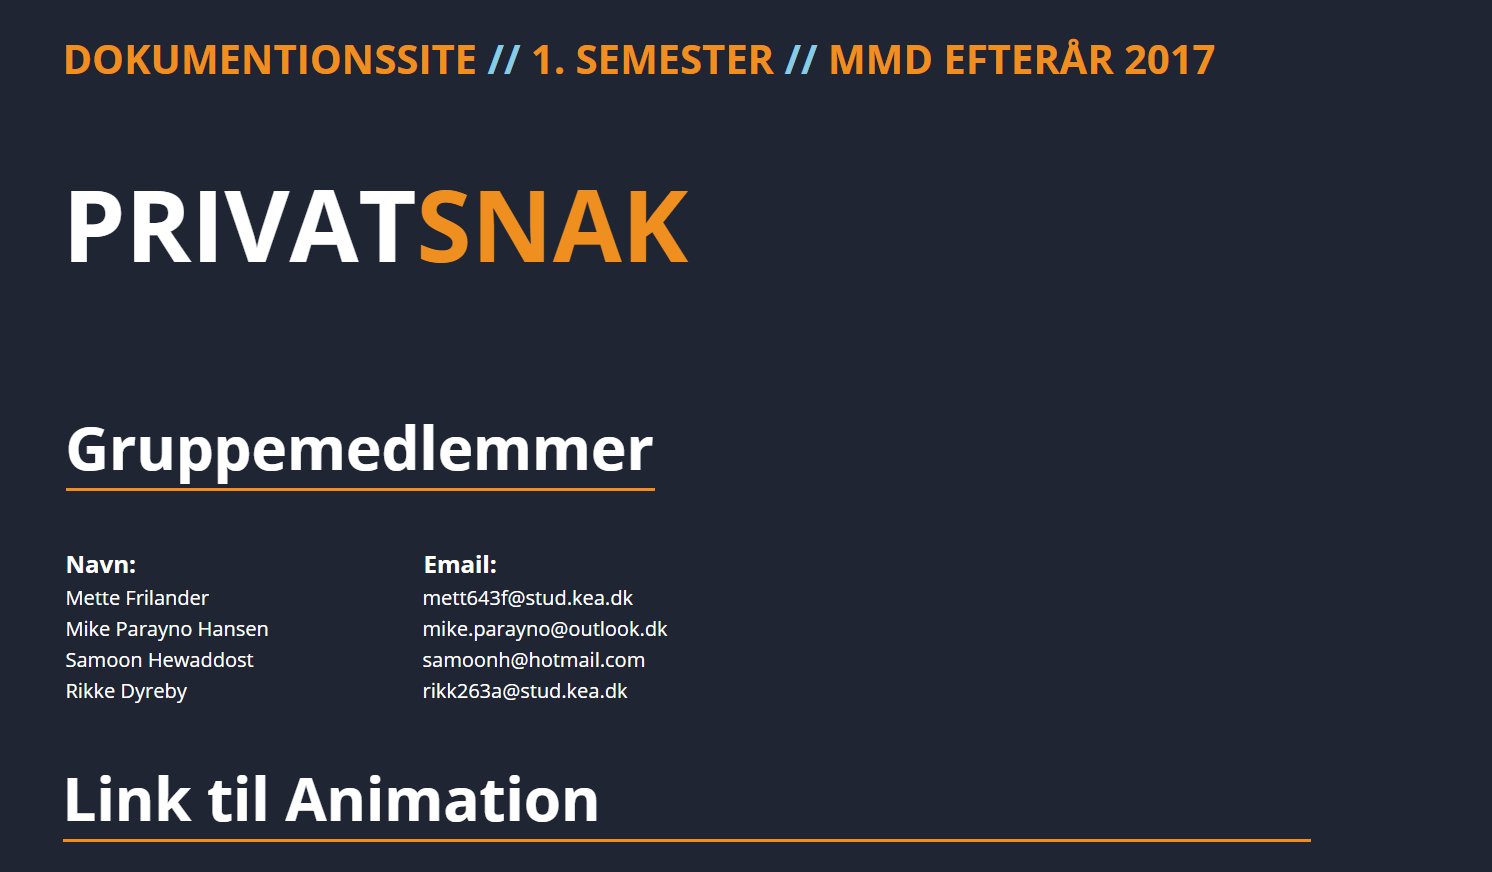 DOKUMENTIONSSITE // 1. SEMESTER // MMD EFTERÅR 2017
PRIVATSNAK
Gruppemedlemmer
Navn: Email:
Mette Frilander mett643f@stud.kea.dk
Mike Parayno Hansen mike.parayno@outlook.dk
Samoon Hewaddost samoonh@hotmail.com
Rikke Dyreby rikk263a@stud.kea.dk
Link til Animation